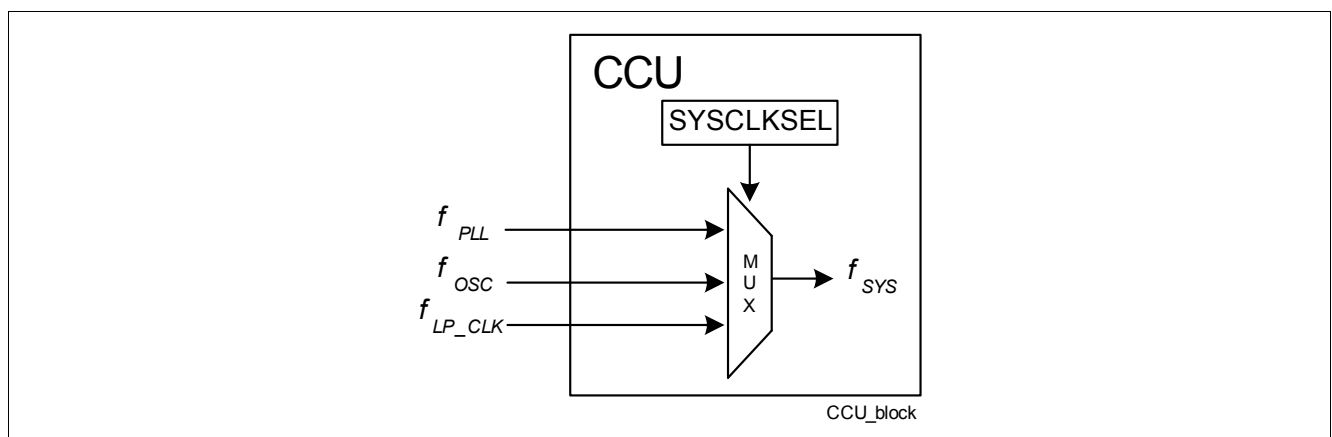 CCU
SYSCLKSEL
f PLL
f OSC
f LP_CLK
M
U
X
f SYS
CCU_block